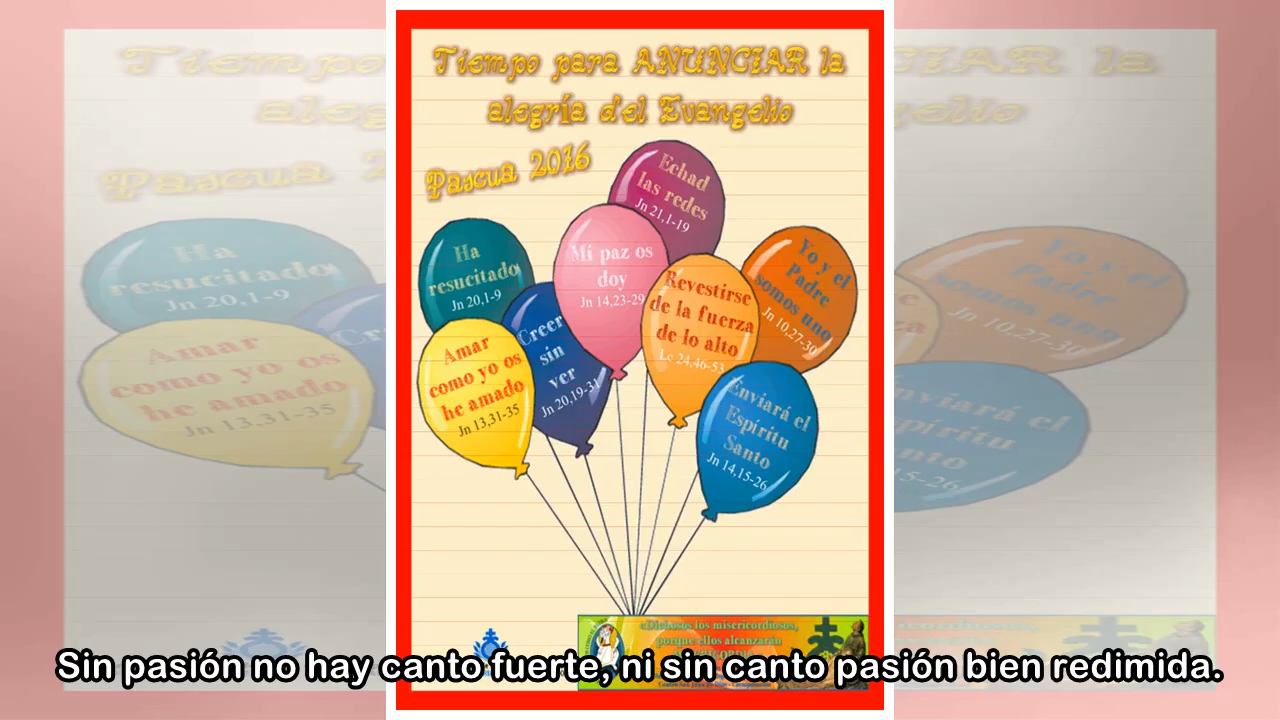 Tiempo para ANUNCIAR la
alegría del Evangelio
Pascua 2016
Echad
las redes
Jn 21,1-19
Ha
resucitado
Jn 20,1-9
Mi paz os
doy
Jn 14,23-29
Yo y el
Padre
somos uno
Jn 10,27-30
Revestirse
de la fuerza
de lo alto
Lc 24,46-53
Creer
sin
ver
Jn 20,19-31
Amar
como yo os
he amado
Jn 13,31-35
Enviará el
Espíritu
Santo
Jn 14,15-26
«Dichosos los misericordiosos,
porque ellos alcanzarán
Sin pasión no hay canto fuerte, ni sin canto pasión bien redimida.